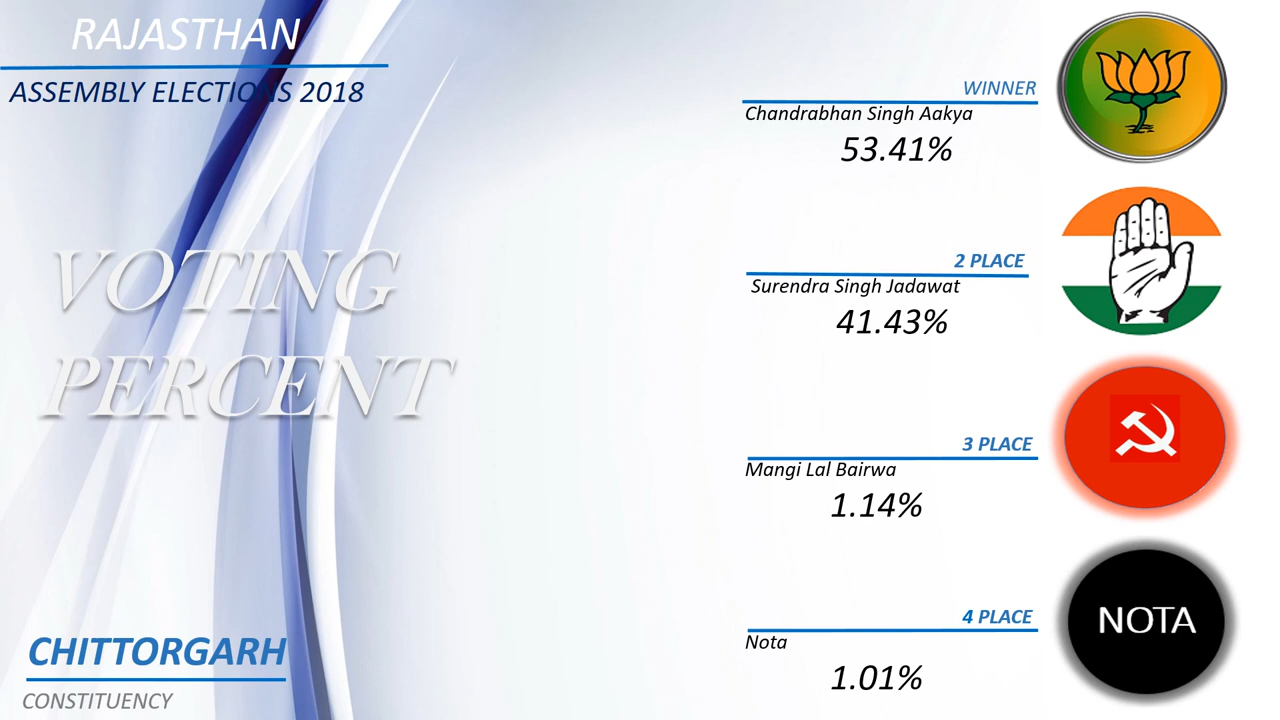 RAJASTHAN
ASSEMBLY ELECTIONS 2018
VOTING
PERCENT
CHITTORGARH
CONSTITUENCY
WINNER
Chandrabhan Singh Aakya
53.41%
2 PLACE
Surendra Singh Jadawat
41.43%
3 PLACE
Mangi Lal Bairwa
1.14%
4 PLACE
Nota
1.01%
NOTA